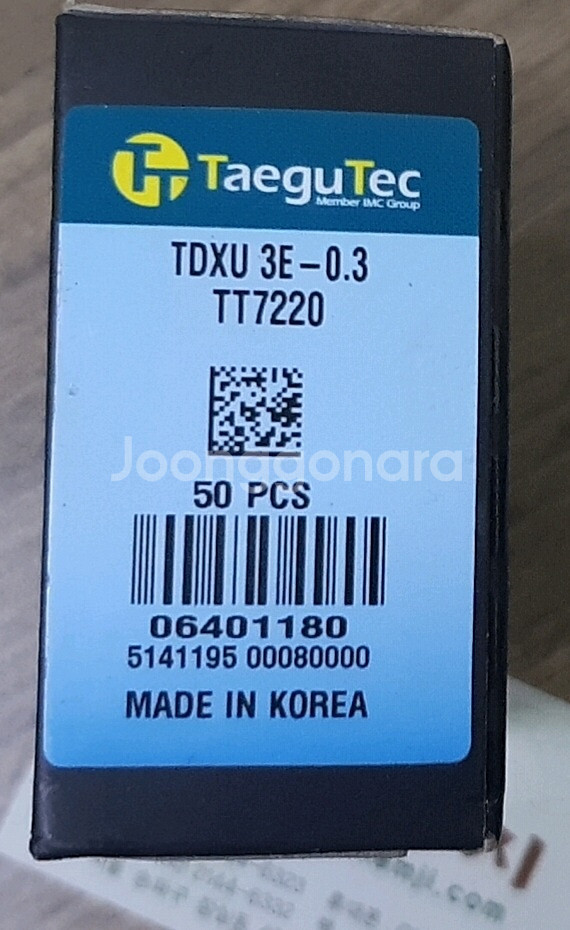 TaeguTec
Member IMC Group
TDXU 3E-0.3
TT7220
Joonggonara
50 PCS
06401180
5141195 00080000
MADE IN KOREA